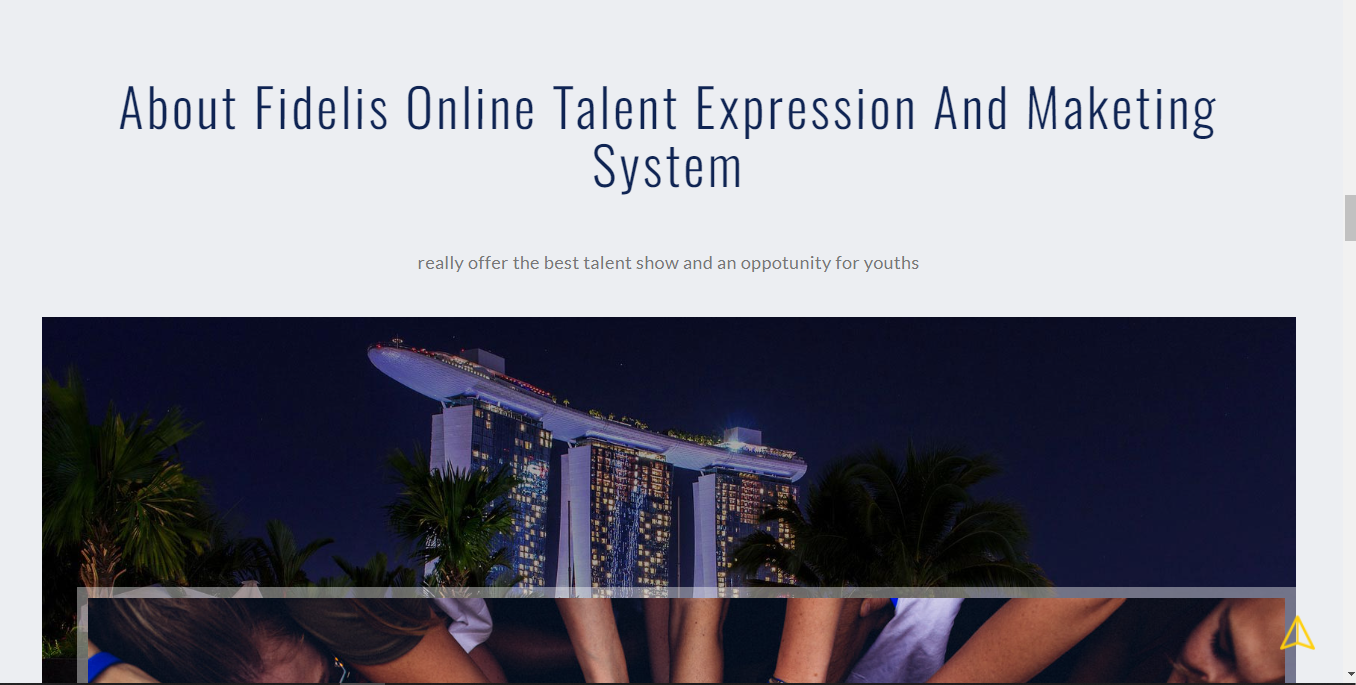 About Fidelis Online Talent Expression And Maketing
System
really offer the best talent show and an oppotunity for youths